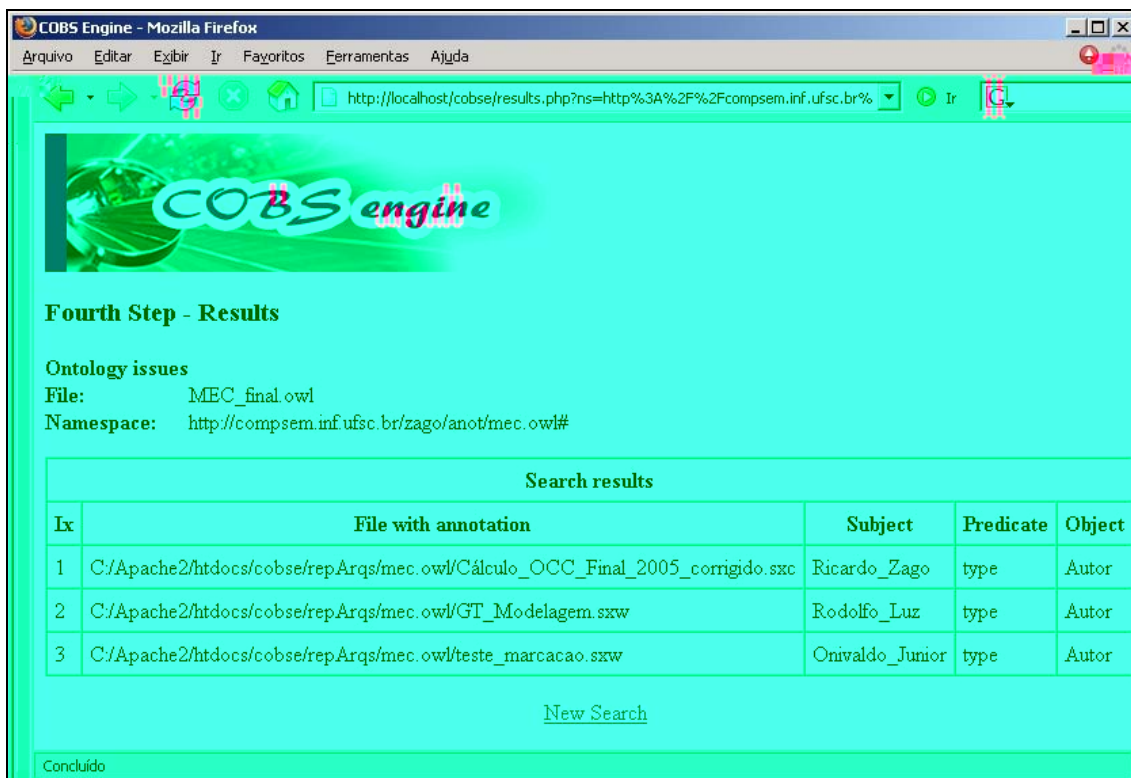 COBS Engine - Mozilla Firefox
Arquivo Editar Exibir Ir Favoritos Ferramentas Ajuda
http://localhost/cobse/results.php?ns=http%3A%2F%2Fcompsem.inf.ufsc.br% Ir G
COBS engine
Fourth Step - Results
Ontology issues
File: MEC_final.owl
Namespace: http://compsem.inf.ufsc.br/zago/anot/mec.owl#
Search results
Ix File with annotation Subject Predicate Object
1 C:/Apache2/htdocs/cobse/repArqs/mec.owl/Cálculo_OCC_Final_2005_corrigido.sxc Ricardo_Zago type Autor
2 C:/Apache2/htdocs/cobse/repArqs/mec.owl/GT_Modelagem.sxw Rodolfo_Luz type Autor
3 C:/Apache2/htdocs/cobse/repArqs/mec.owl/teste_marcacao.sxw Onivaldo_Junior type Autor
New Search
Concluído